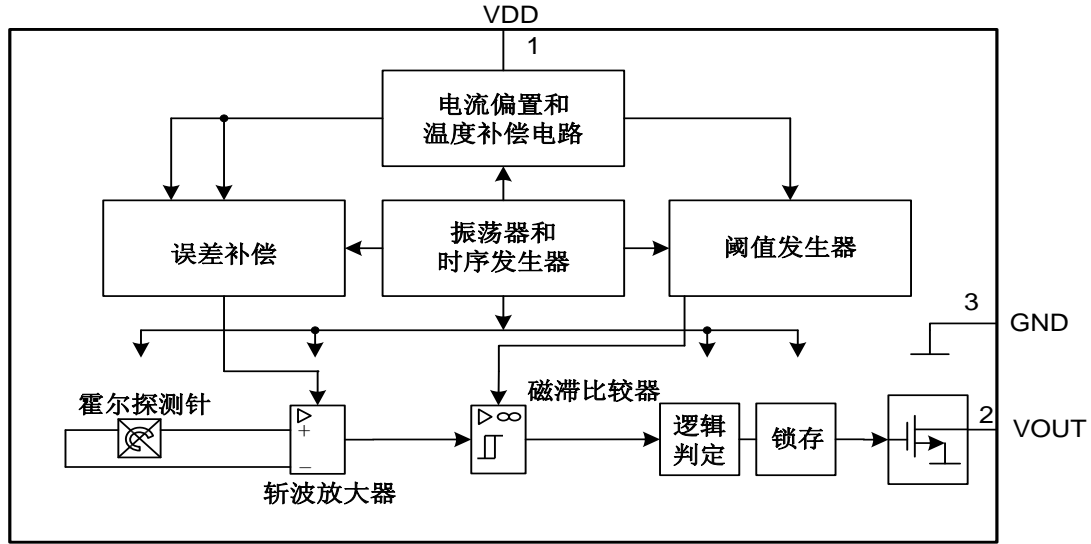 VDD
1
电流偏置和
温度补偿电路
误差补偿
振荡器和
时序发生器
阈值发生器
3
GND
霍尔探测针
磁滞比较器
+
−
∞
逻辑
判定
锁存
2
VOUT
斩波放大器